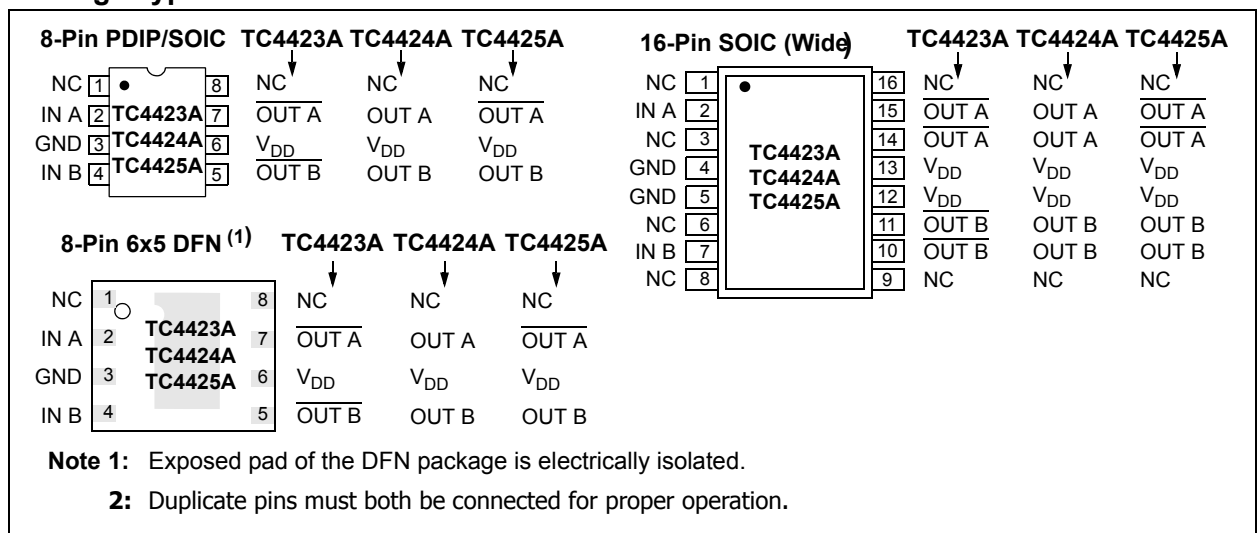 8-Pin PDIP/SOIC TC4423A TC4424A TC4425A
NC 1 8 NC NC NC
IN A 2 TC4423A 7 OUT A OUT A OUT A
GND 3 TC4424A 6 VDD VDD VDD
IN B 4 TC4425A 5 OUT B OUT B OUT B
8-Pin 6x5 DFN (1) TC4423A TC4424A TC4425A
NC 1 8 NC NC NC
IN A 2 TC4423A 7 OUT A OUT A OUT A
TC4424A
GND 3 TC4425A 6 VDD VDD VDD
IN B 4 5 OUT B OUT B OUT B
16-Pin SOIC (Wide) TC4423A TC4424A TC4425A
NC 1 16 NC NC NC
IN A 2 15 OUT A OUT A OUT A
NC 3 14 OUT A OUT A OUT A
TC4423A
GND 4 13 VDD VDD VDD
TC4424A
GND 5 TC4425A 12 VDD VDD VDD
NC 6 11 OUT B OUT B OUT B
IN B 7 10 OUT B OUT B OUT B
NC 8 9 NC NC NC
Note 1: Exposed pad of the DFN package is electrically isolated.
2: Duplicate pins must both be connected for proper operation.